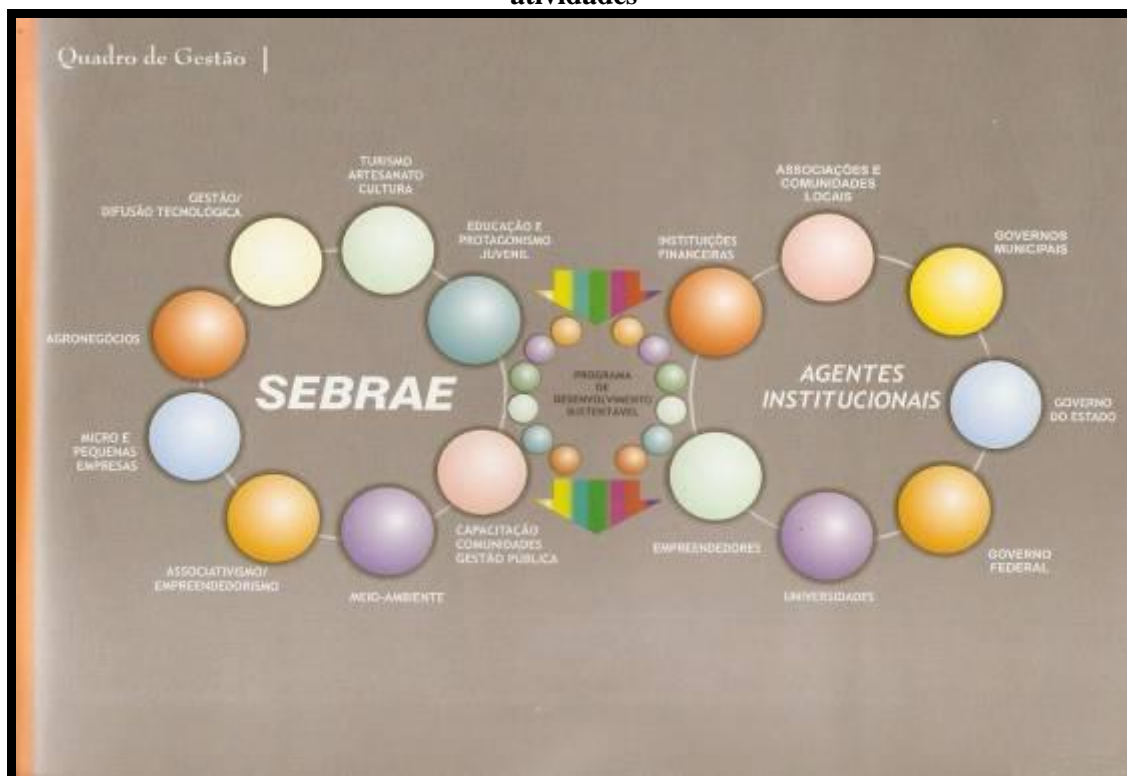 atividades
Quadro de Gestão
TURISMO
ARTESANATO
CULTURA
GESTÃO/
DIFUSÃO TECNOLÓGICA
EDUCAÇÃO E
PROTAGONISMO
JUVENIL
AGRONEGÓCIOS
SEBRAE
MICRO E
PEQUENAS
EMPRESAS
ASSOCIATIVISMO/
EMPREENDEDORISMO
MEIO-AMBIENTE
CAPACITAÇÃO
COMUNIDADES
GESTÃO PÚBLICA
PROGRAMA
DE
DESENVOLVIMENTO
SUSTENTÁVEL
INSTITUIÇÕES
FINANCEIRAS
ASSOCIAÇÕES E
COMUNIDADES
LOCAIS
GOVERNOS
MUNICIPAIS
AGENTES
INSTITUCIONAIS
GOVERNO
DO ESTADO
EMPREENDEDORES
UNIVERSIDADES
GOVERNO
FEDERAL